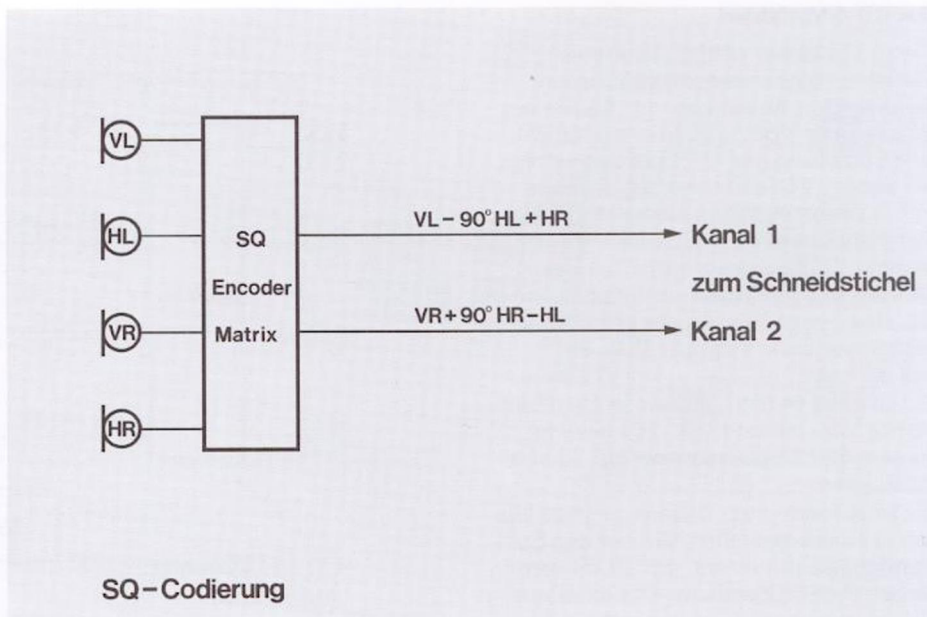 VL
HL
VR
HR
SQ
Encoder
Matrix
VL – 90° HL + HR
VR + 90° HR – HL
Kanal 1
zum Schneidstichel
Kanal 2
SQ – Codierung